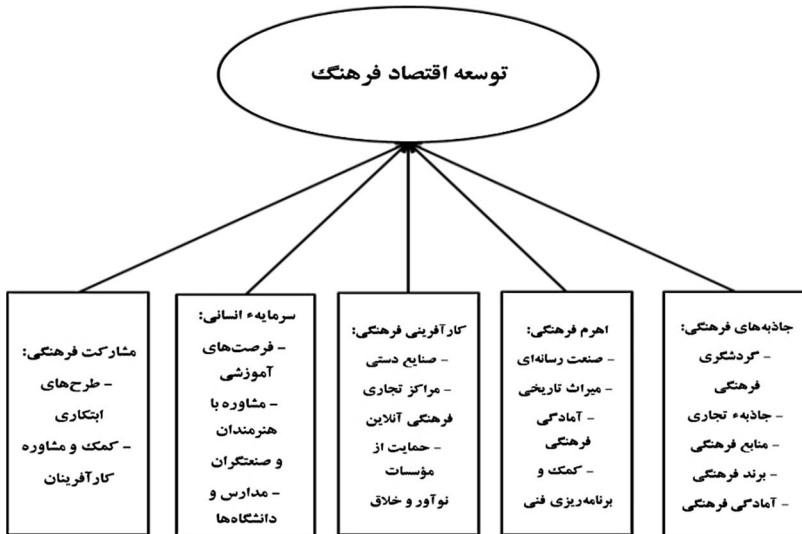 توسعه اقتصاد فرهنگ
جاذبه‌های فرهنگی:
- گردشگری
فرهنگی
- جاذبهء تجاری
- منابع فرهنگی
- برند فرهنگی
- آمادگی فرهنگی
اهرم فرهنگی:
- صنعت رسانه‌ای
- میراث تاریخی
- آمادگی
فرهنگی
- کمک و
برنامه‌ریزی فنی
کارآفرینی فرهنگی:
- صنایع دستی
- مراکز تجاری
فرهنگی آنلاین
- حمایت از
مؤسسات
نوآور و خلاق
سرمایهء انسانی:
- فرصت‌های
آموزشی
- مشاوره با
هنرمندان
و صنعتگران
- مدارس و
دانشگاه‌ها
مشارکت فرهنگی:
- طرح‌های
ابتکاری
- کمک و مشاوره
کارآفرینان